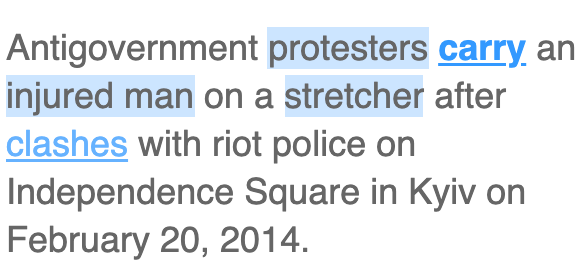 Antigovernment protesters carry an
injured man on a stretcher after
clashes with riot police on
Independence Square in Kyiv on
February 20, 2014.